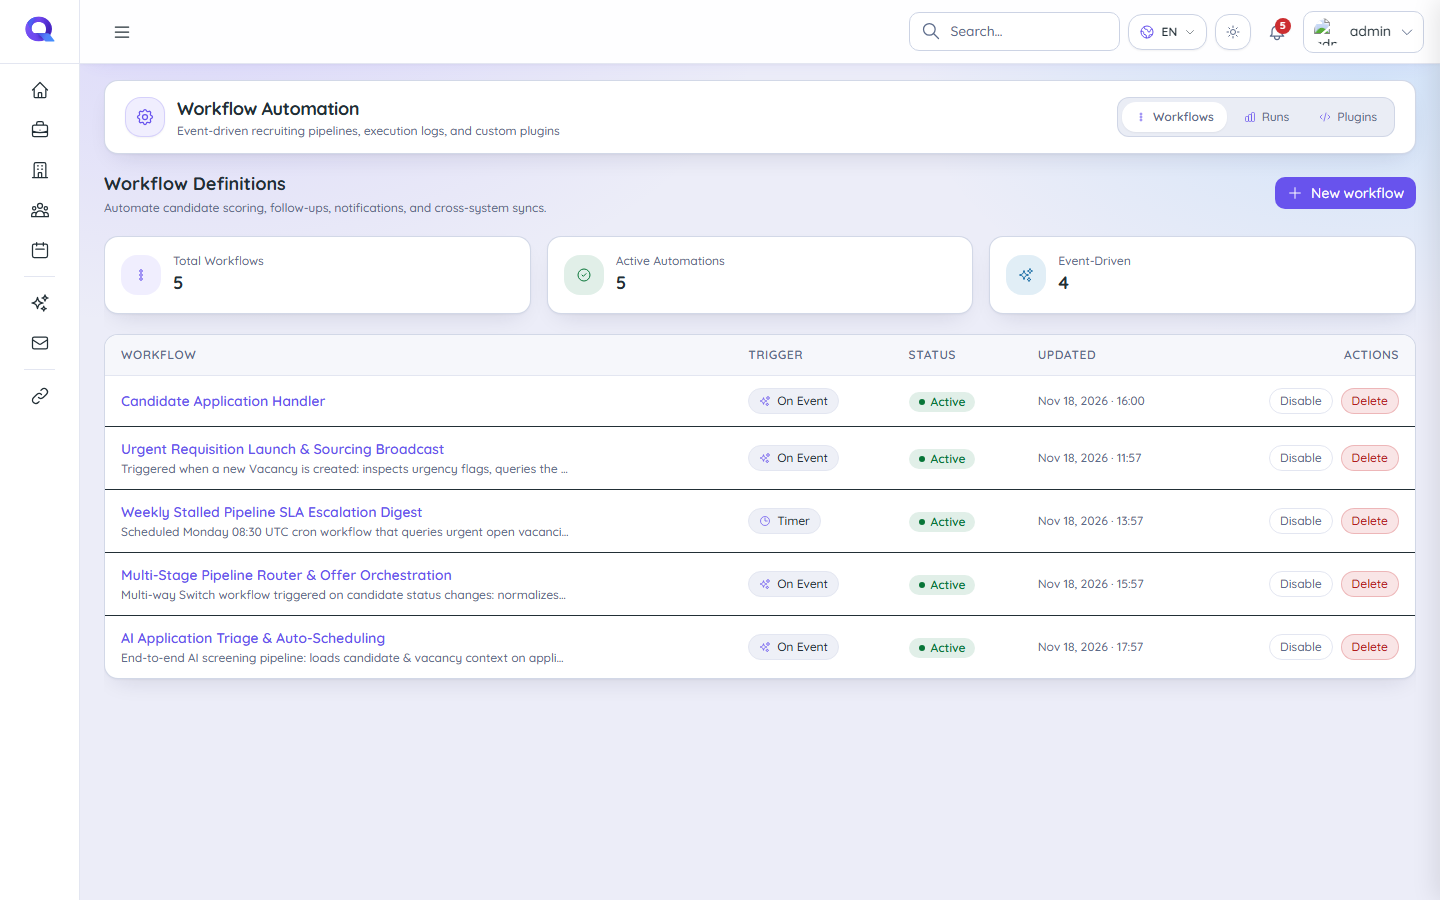 Search...
EN
5
admin
Workflow Automation
Event-driven recruiting pipelines, execution logs, and custom plugins
Workflows
Runs
Plugins
Workflow Definitions
Automate candidate scoring, follow-ups, notifications, and cross-system syncs.
New workflow
Total Workflows
5
Active Automations
5
Event-Driven
4
WORKFLOW TRIGGER STATUS UPDATED ACTIONS
Candidate Application Handler
On Event Active Nov 18, 2026 · 16:00 Disable Delete
Urgent Requisition Launch & Sourcing Broadcast
Triggered when a new Vacancy is created: inspects urgency flags, queries the ...
On Event Active Nov 18, 2026 · 11:57 Disable Delete
Weekly Stalled Pipeline SLA Escalation Digest
Scheduled Monday 08:30 UTC cron workflow that queries urgent open vacanci...
Timer Active Nov 18, 2026 · 13:57 Disable Delete
Multi-Stage Pipeline Router & Offer Orchestration
Multi-way Switch workflow triggered on candidate status changes: normalizes...
On Event Active Nov 18, 2026 · 15:57 Disable Delete
AI Application Triage & Auto-Scheduling
End-to-end AI screening pipeline: loads candidate & vacancy context on appli...
On Event Active Nov 18, 2026 · 17:57 Disable Delete